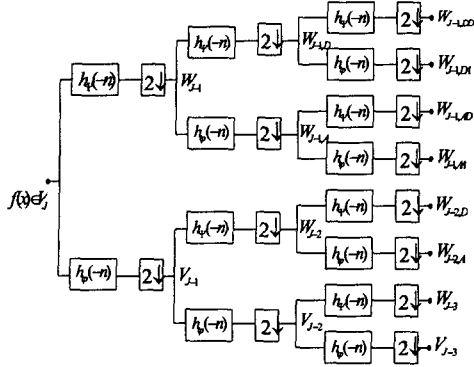 h_ψ(-n) 2↓ W_{J-1,DD}
h_ψ(-n) 2↓ W_{J-1,D}
h_φ(-n) 2↓ W_{J-1,DA}
h_ψ(-n) 2↓ W_{J-1}
h_ψ(-n) 2↓ W_{J-1,AD}
h_φ(-n) 2↓ W_{J-1,A}
h_φ(-n) 2↓ W_{J-1,AA}
f(x)∈V_J
h_ψ(-n) 2↓ W_{J-2,D}
h_ψ(-n) 2↓ W_{J-2}
h_φ(-n) 2↓ W_{J-2,A}
h_φ(-n) 2↓ V_{J-1}
h_ψ(-n) 2↓ W_{J-3}
h_φ(-n) 2↓ V_{J-2}
h_φ(-n) 2↓ V_{J-3}